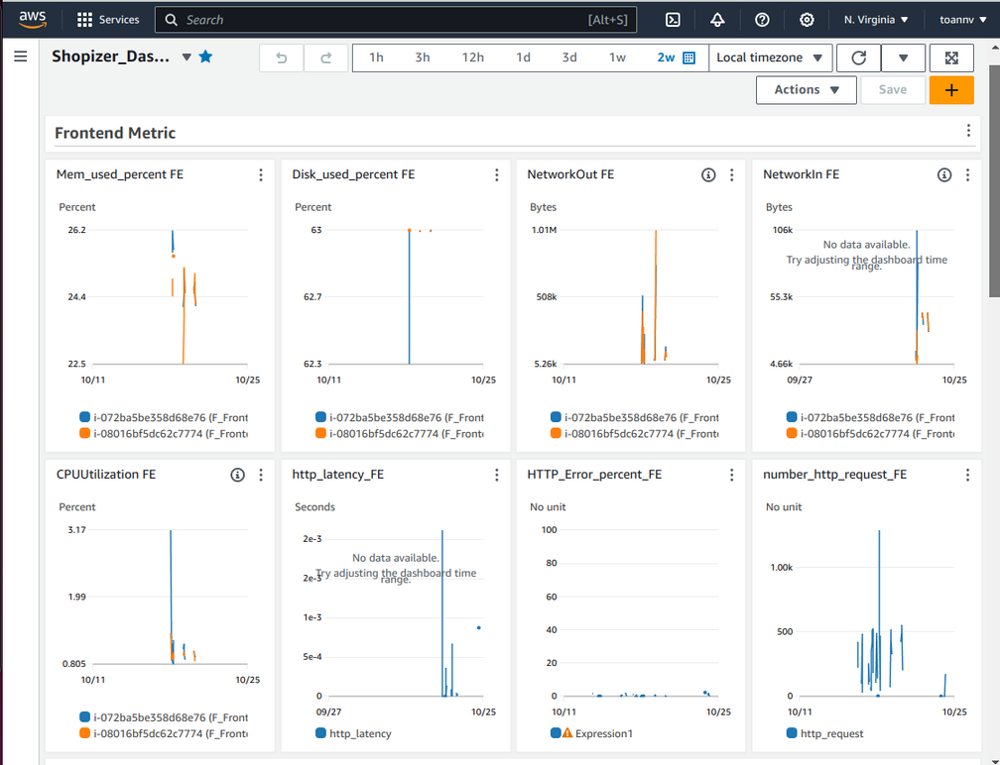 aws
Services
Search
[Alt+S]
N. Virginia
toannv
Shopizer_Das...
1h
3h
12h
1d
3d
1w
2w
Local timezone
Actions
Save
+
Frontend Metric
Mem_used_percent FE
Percent
26.2
24.4
22.5
10/11
10/25
i-072ba5be358d68e76 (F_Front
i-08016bf5dc62c7774 (F_Front
Disk_used_percent FE
Percent
63
62.7
62.3
10/11
10/25
i-072ba5be358d68e76 (F_Front
i-08016bf5dc62c7774 (F_Front
NetworkOut FE
Bytes
1.01M
508k
5.26k
10/11
10/25
i-072ba5be358d68e76 (F_Front
i-08016bf5dc62c7774 (F_Front
NetworkIn FE
Bytes
106k
No data available.
Try adjusting the dashboard time
range.
55.3k
4.66k
09/27
10/25
i-072ba5be358d68e76 (F_Front
i-08016bf5dc62c7774 (F_Front
CPUUtilization FE
Percent
3.17
1.99
0.805
10/11
10/25
i-072ba5be358d68e76 (F_Front
i-08016bf5dc62c7774 (F_Front
http_latency_FE
Seconds
2e-3
No data available.
Try adjusting the dashboard time
2e-3
range.
1e-3
5e-4
0
09/27
10/25
http_latency
HTTP_Error_percent_FE
No unit
100
80
60
40
20
0
10/11
10/25
Expression1
number_http_request_FE
No unit
1.00k
500
0
10/11
10/25
http_request